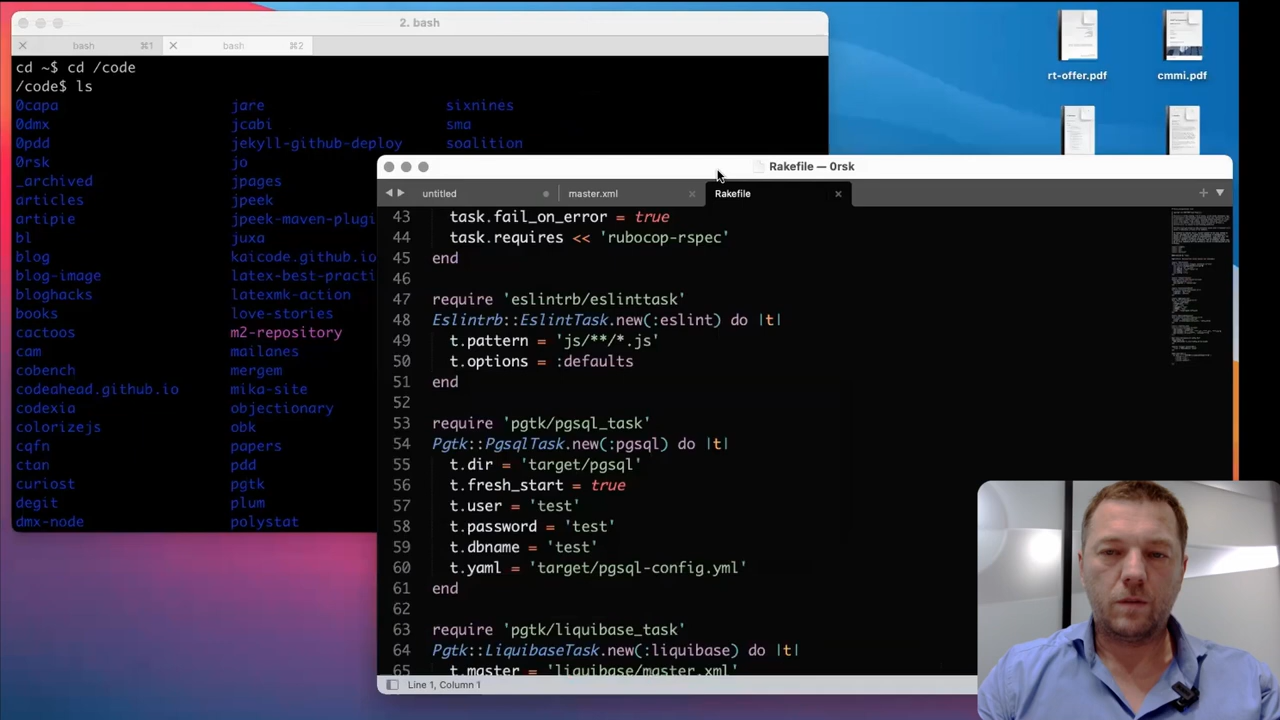 2. bash
bash ⌘1 bash ⌘2
cd ~$ cd /code
/code$ ls
0capa jare sixnines
0dmx jcabi sma
0pdd jekyll-github-deploy soalition
0rsk jo
_archived jpages
articles jpeek
artipie jpeek-maven-plugi
bl juxa
blog kaicode.github.io
blog-image latex-best-practi
bloghacks latexmk-action
books love-stories
cactoos m2-repository
cam mailanes
cobench mergem
codeahead.github.io mika-site
codexia objectionary
colorizejs obk
cqfn papers
ctan pdd
curiost pgtk
degit plum
dmx-node polystat
rt-offer.pdf cmmi.pdf
Rakefile — 0rsk
untitled master.xml Rakefile
43 task.fail_on_error = true
44 task.requires << 'rubocop-rspec'
45 end
46
47 require 'eslintrb/eslinttask'
48 Eslintrb::EslintTask.new(:eslint) do |t|
49 t.pattern = 'js/**/*.js'
50 t.options = :defaults
51 end
52
53 require 'pgtk/pgsql_task'
54 Pgtk::PgsqlTask.new(:pgsql) do |t|
55 t.dir = 'target/pgsql'
56 t.fresh_start = true
57 t.user = 'test'
58 t.password = 'test'
59 t.dbname = 'test'
60 t.yaml = 'target/pgsql-config.yml'
61 end
62
63 require 'pgtk/liquibase_task'
64 Pgtk::LiquibaseTask.new(:liquibase) do |t|
65 t.master = 'liquibase/master.xml'
Line 1, Column 1